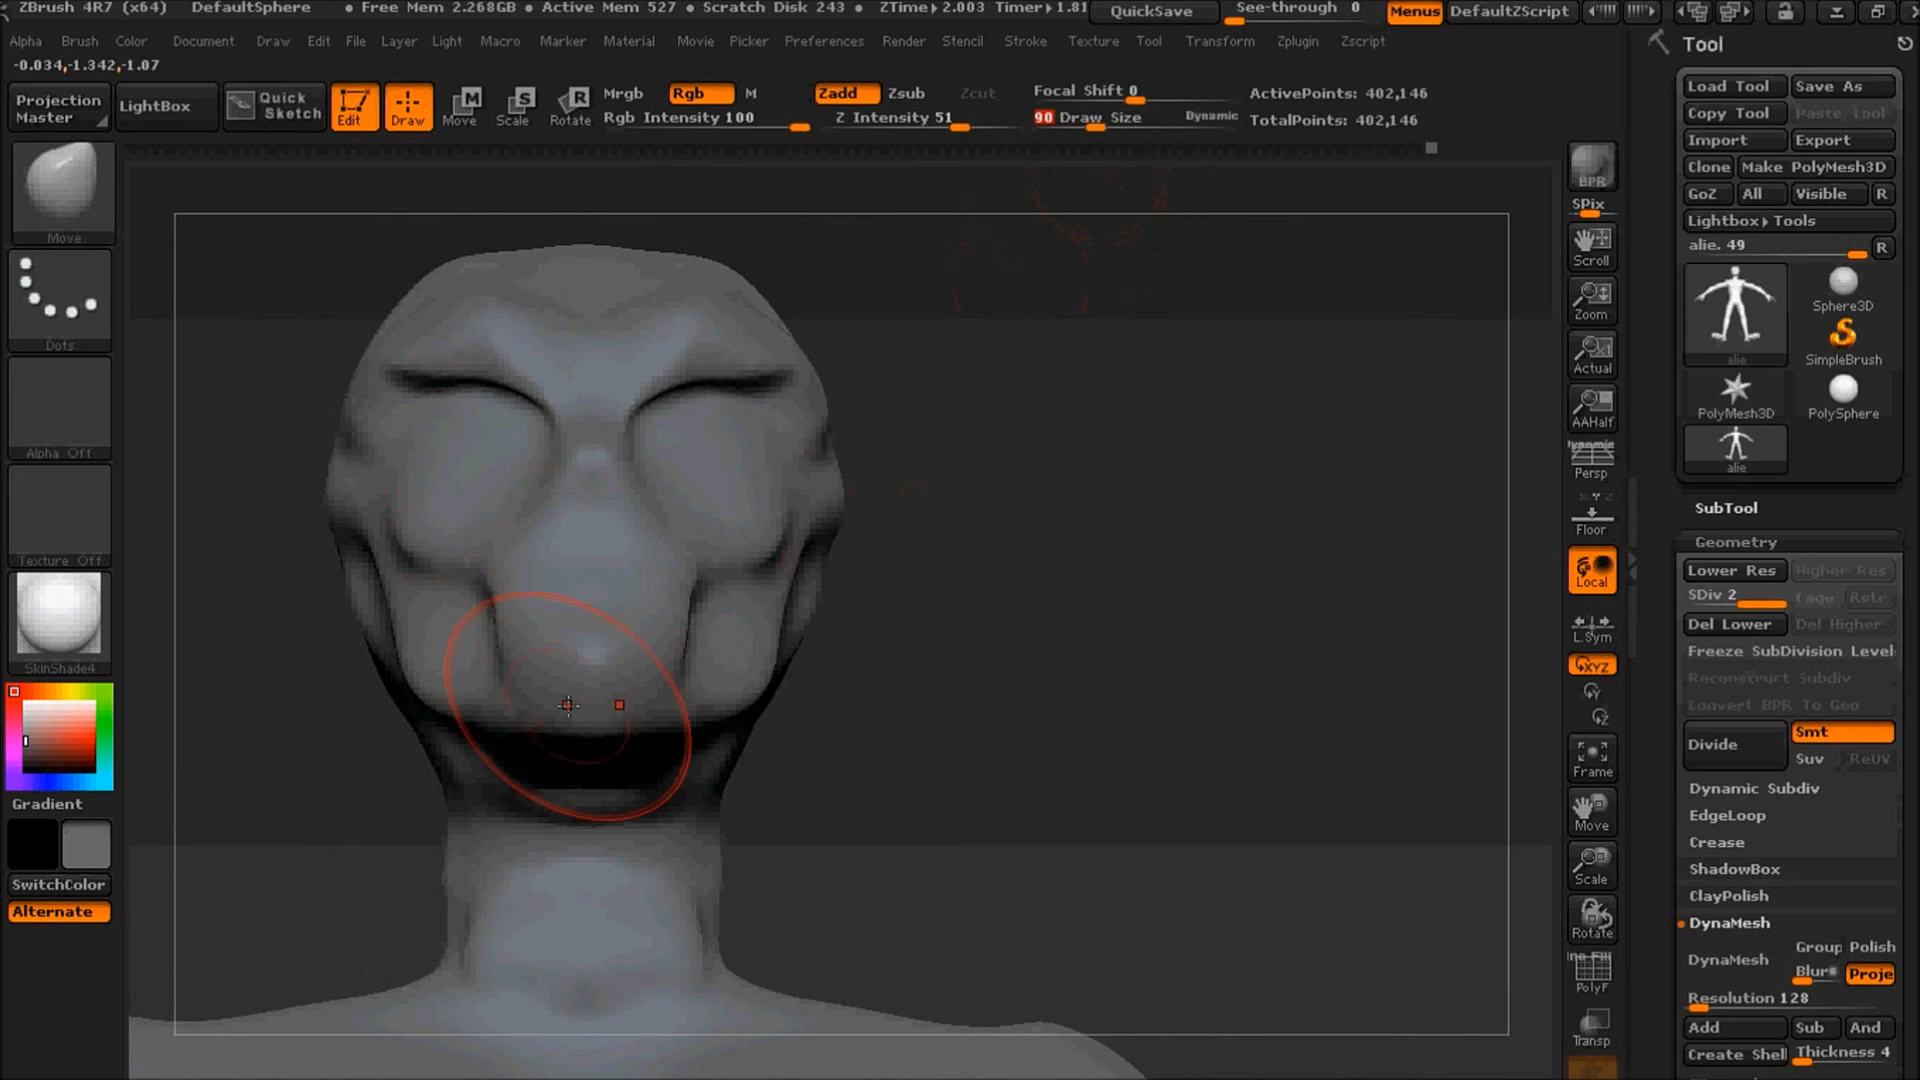 ZBrush 4R7 (x64) DefaultSphere • Free Mem 2.268GB • Active Mem 527 • Scratch Disk 243 • ZTime▸2.003 Timer▸1.81 QuickSave See-through 0 Menus DefaultZScript
Alpha Brush Color Document Draw Edit File Layer Light Macro Marker Material Movie Picker Preferences Render Stencil Stroke Texture Tool Transform Zplugin Zscript
-0.034,-1.342,-1.07
Projection Master
LightBox
Quick Sketch
Edit
Draw
Move
Scale
Rotate
Mrgb Rgb M
Rgb Intensity 100
Zadd Zsub Zcut
Z Intensity 51
Focal Shift 0
90 Draw Size Dynamic
ActivePoints: 402,146
TotalPoints: 402,146
Move
Dots
Alpha Off
Texture Off
SkinShade4
Gradient
SwitchColor
Alternate
BPR
SPix
Scroll
Zoom
Actual
AAHalf
Dynamic
Persp
Floor
Local
L.Sym
XYZ
Y
Z
Frame
Move
Scale
Rotate
PolyF
Transp
Tool
Load Tool Save As
Copy Tool Paste Tool
Import Export
Clone Make PolyMesh3D
GoZ All Visible R
Lightbox▸Tools
alie. 49 R
alie
Sphere3D
SimpleBrush
PolyMesh3D
PolySphere
alie
SubTool
Geometry
Lower Res Higher Res
SDiv 2 Cage Rstr
Del Lower Del Higher
Freeze SubDivision Level
Reconstruct Subdiv
Convert BPR To Geo
Divide
Smt
Suv ReUV
Dynamic Subdiv
EdgeLoop
Crease
ShadowBox
ClayPolish
DynaMesh
DynaMesh
Group Polish
Blur Proje
Resolution 128
Add Sub And
Create Shell Thickness 4